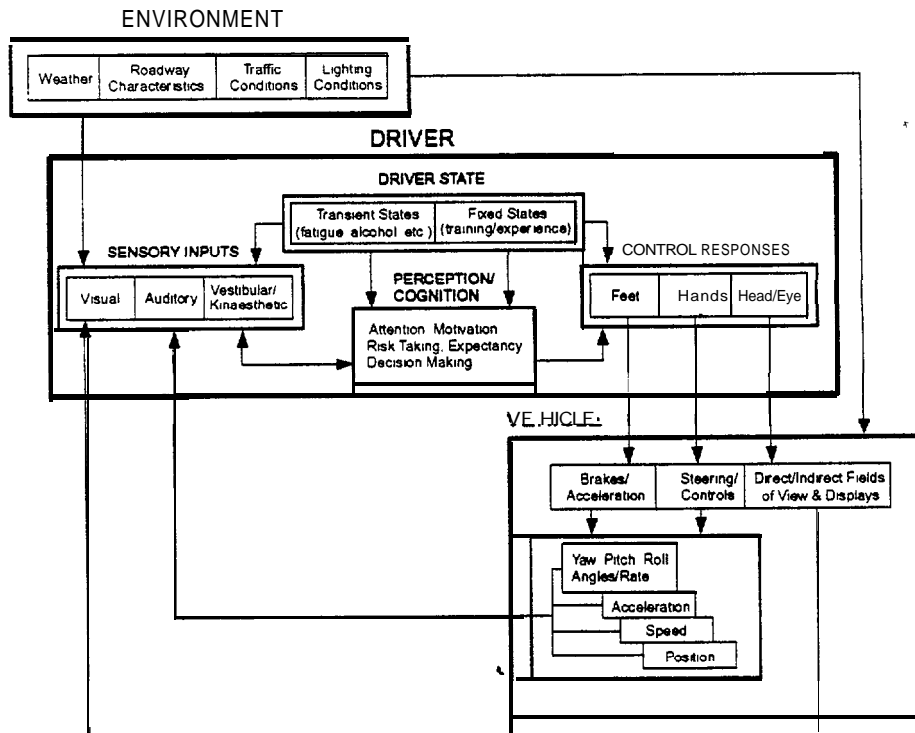 ENVIRONMENT
Weather
Roadway
Characteristics
Traffic
Conditions
Lighting
Conditions
DRIVER
DRIVER STATE
Transient States
(fatigue alcohol etc)
Fixed States
(training/experience)
SENSORY INPUTS
Visual
Auditory
Vestibular/
Kinaesthetic
PERCEPTION/
COGNITION
Attention Motivation
Risk Taking, Expectancy
Decision Making
CONTROL RESPONSES
Feet
Hands
Head/Eye
VEHICLE
Brakes/
Acceleration
Steering/
Controls
Direct/Indirect Fields
of View & Displays
Yaw Pitch Roll
Angles/Rate
Acceleration
Speed
Position